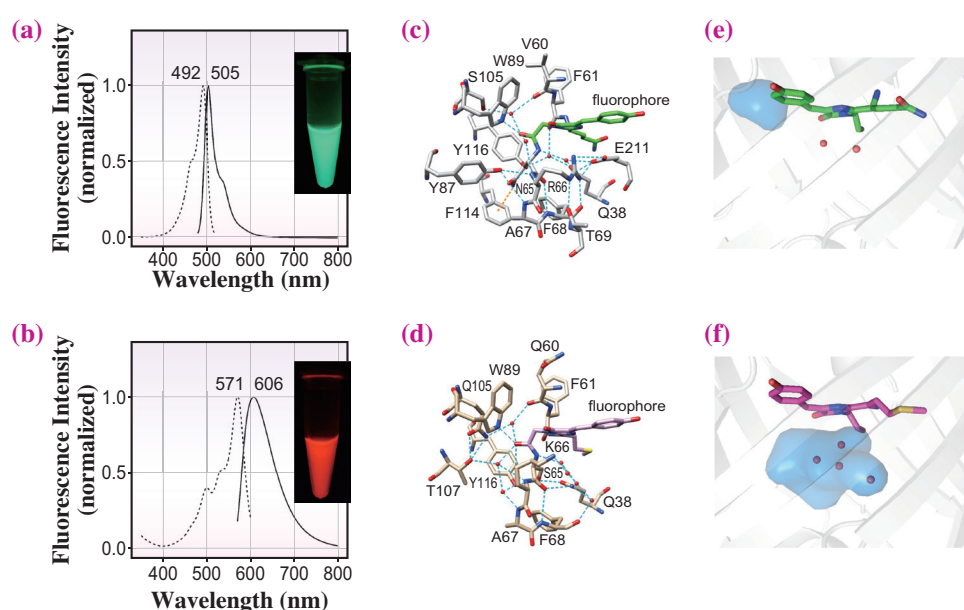 (a)
Fluorescence Intensity
(normalized)
1.0
0.5
0.0
492 505
400 500 600 700 800
Wavelength (nm)
(c)
V60
W89
S105
F61
fluorophore
Y116
E211
Y87
N65
R66
F114
Q38
A67
F68
T69
(e)
(b)
Fluorescence Intensity
(normalized)
1.0
0.5
0.0
571 606
400 500 600 700 800
Wavelength (nm)
(d)
Q60
W89
Q105
F61
fluorophore
K66
T107
Y116
S65
Q38
A67
F68
(f)